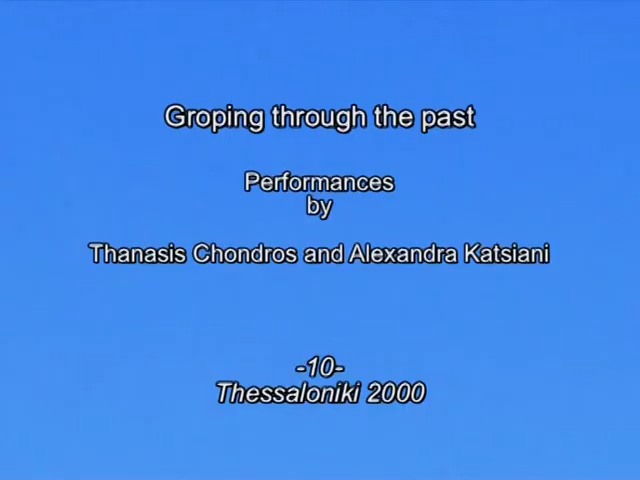 Groping through the past
Performances
by
Thanasis Chondros and Alexandra Katsiani
-10-
Thessaloniki 2000